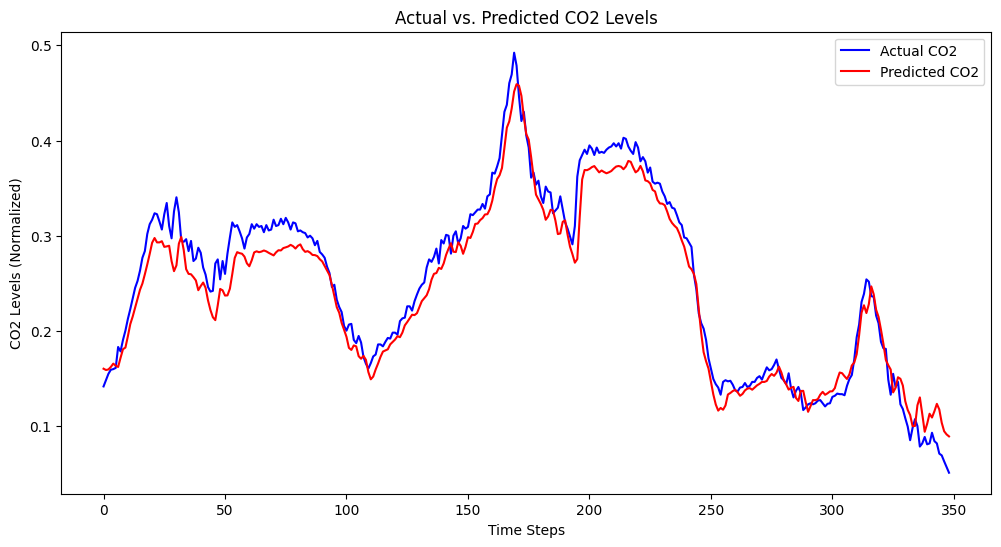 Actual vs. Predicted CO2 Levels
Actual CO2
Predicted CO2
CO2 Levels (Normalized)
0.5
0.4
0.3
0.2
0.1
0 50 100 150 200 250 300 350
Time Steps